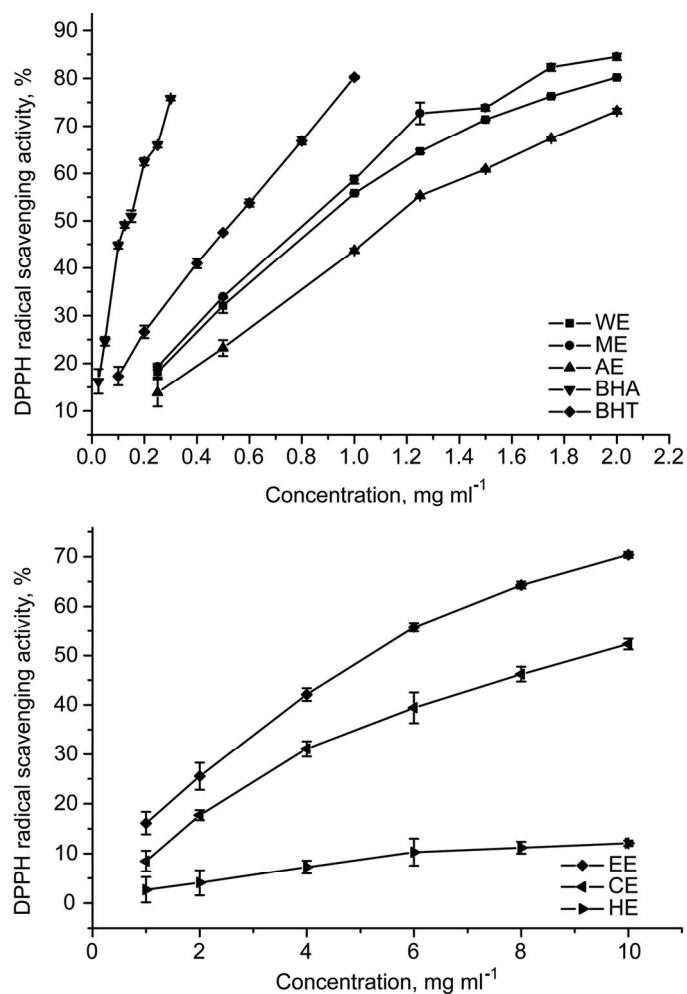 DPPH radical scavenging activity, %
90
80
70
60
50
40
30
20
10
WE
ME
AE
BHA
BHT
0.0 0.2 0.4 0.6 0.8 1.0 1.2 1.4 1.6 1.8 2.0 2.2
Concentration, mg ml⁻¹
DPPH radical scavenging activity, %
70
60
50
40
30
20
10
0
EE
CE
HE
0 2 4 6 8 10
Concentration, mg ml⁻¹